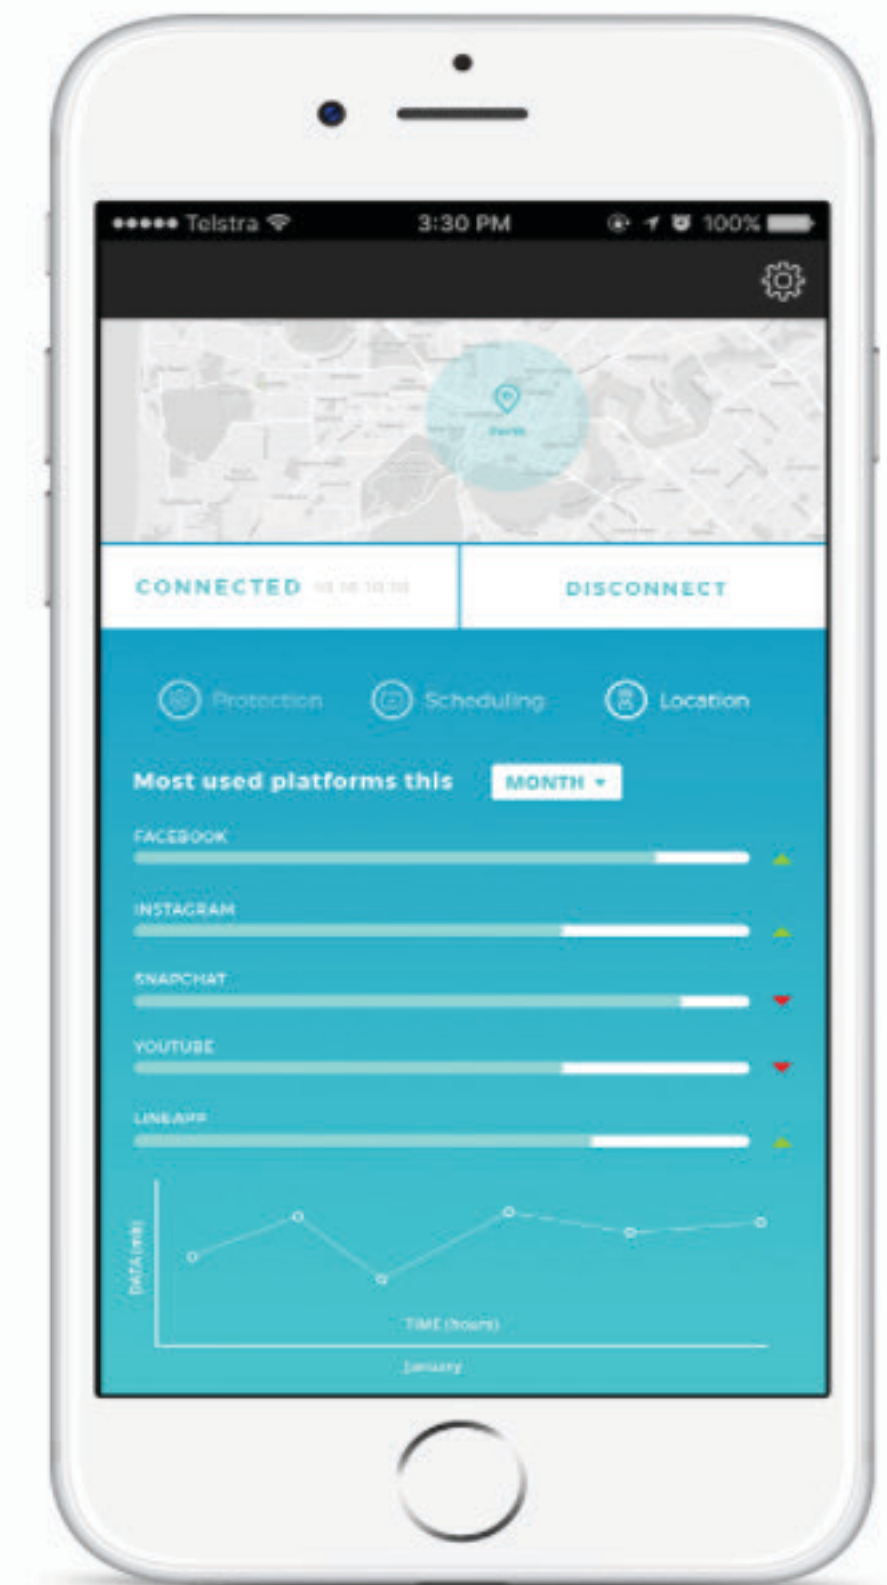 Telstra 3:30 PM 100%
Perth
CONNECTED
DISCONNECT
Protection Scheduling Location
Most used platforms this MONTH
FACEBOOK
INSTAGRAM
SNAPCHAT
YOUTUBE
LINEAPP
DATA (mb)
TIME (hours)
January